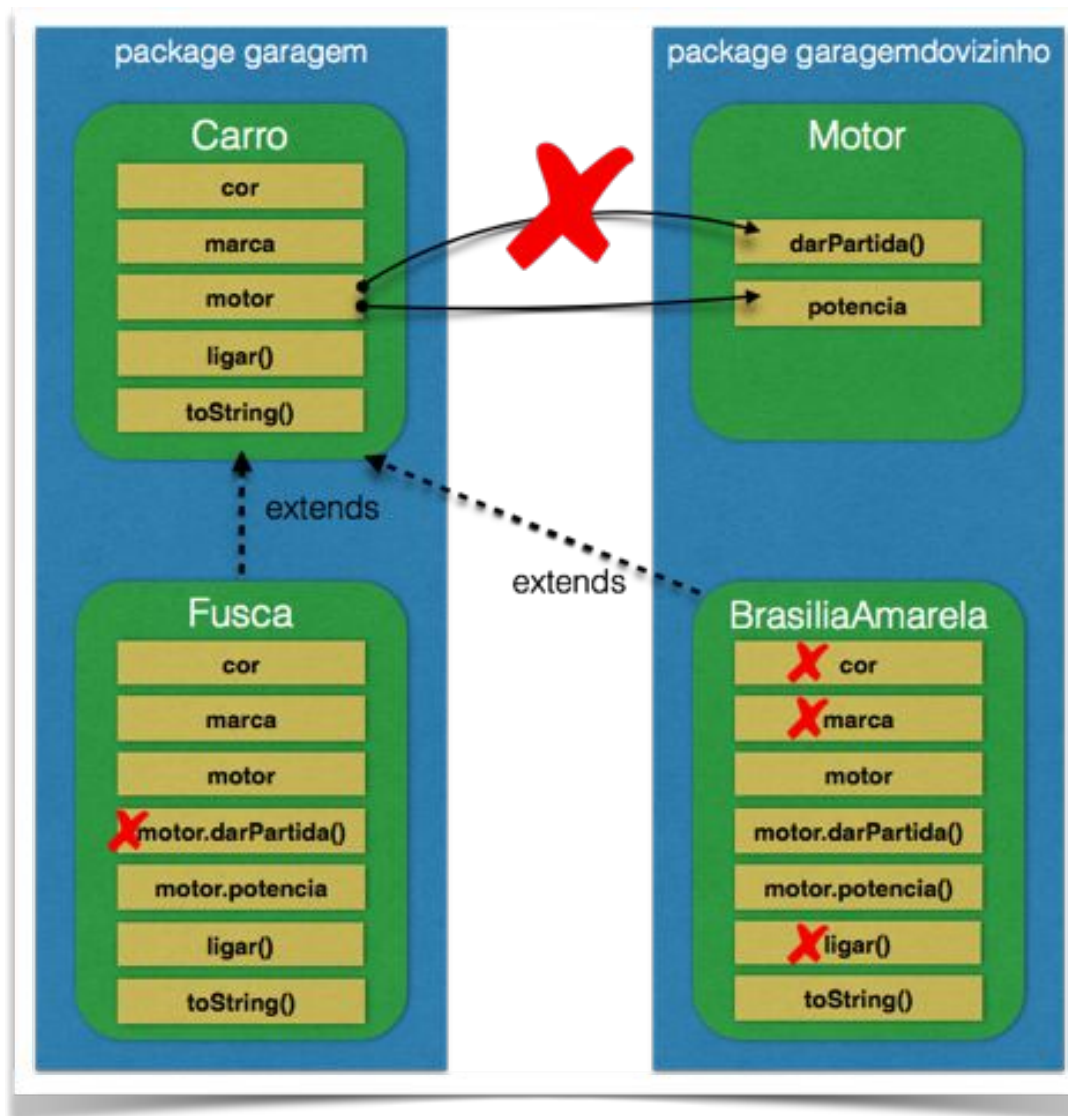 package garagem
Carro
cor
marca
motor
ligar()
toString()
extends
Fusca
cor
marca
motor
motor.darPartida()
motor.potencia
ligar()
toString()
package garagemdovizinho
Motor
darPartida()
potencia
extends
BrasiliaAmarela
cor
marca
motor
motor.darPartida()
motor.potencia()
ligar()
toString()